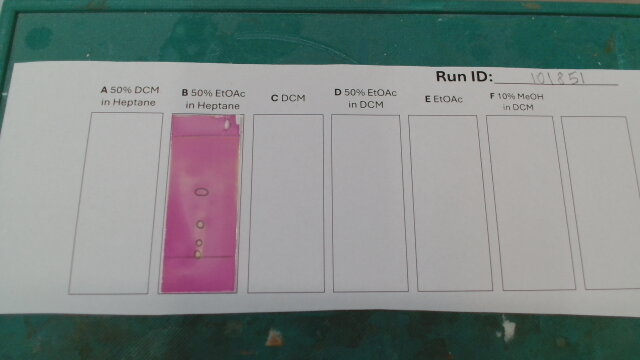 Run ID: 101851
A 50% DCM
in Heptane
B 50% EtOAc
in Heptane
C DCM
D 50% EtOAc
in DCM
E EtOAc
F 10% MeOH
in DCM